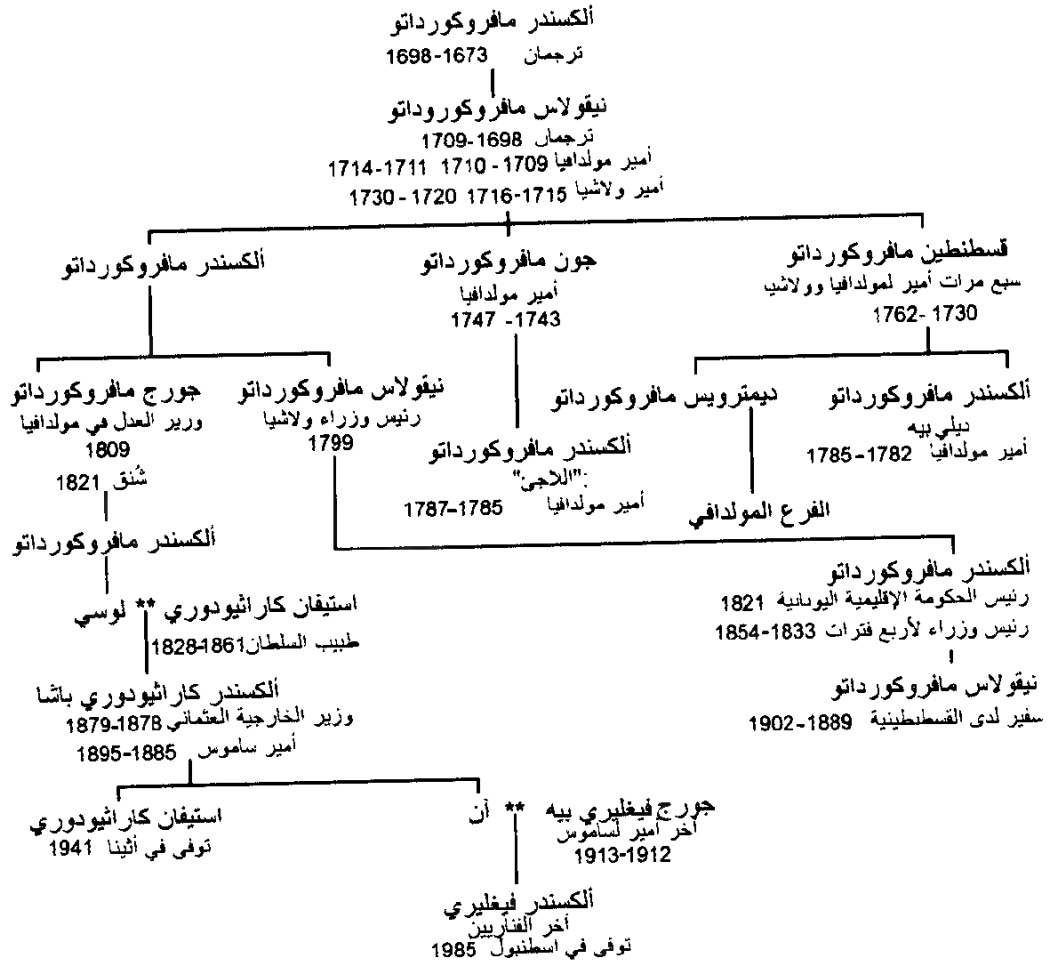 ألكسندر مافروكورداتو
ترجمان 1673-1698
نيقولاس مافروكوروداتو
ترجمان 1698-1709
أمير مولدافيا 1709-1710 1711-1714
أمير ولاشيا 1715-1716 1720-1730
قسطنطين مافروكورداتو
سبع مرات أمير لمولدافيا وولاشيا
1730-1762
جون مافروكورداتو
أمير مولدافيا
1743-1747
ألكسندر مافروكورداتو
ألكسندر مافروكورداتو
ديلي بيه
أمير مولدافيا 1782-1785
ديمترويس مافروكورداتو
الفرع المولدافي
ألكسندر مافروكورداتو
"اللاجئ":
أمير مولدافيا 1785-1787
نيقولاس مافروكورداتو
رئيس وزراء ولاشيا
1799
جورج مافروكورداتو
وزير العدل في مولدافيا
1809
شُنق 1821
ألكسندر مافروكورداتو
ألكسندر مافروكورداتو
رئيس الحكومة الإقليمية اليونانية 1821
رئيس وزراء لأربع فترات 1833-1854
نيقولاس مافروكورداتو
سفير لدى القسطنطينية 1889-1902
استيفان كاراثيودوري ** لوسي
طبيب السلطان 1828-1861
ألكسندر كاراثيودوري باشا
وزير الخارجية العثماني 1878-1879
أمير ساموس 1885-1895
جورج فيغليري بيه ** آن
آخر أمير لساموس
1912-1913
استيفان كاراثيودوري
توفى في أثينا 1941
ألكسندر فيغليري
آخر الفناريين
توفى في اسطنبول 1985